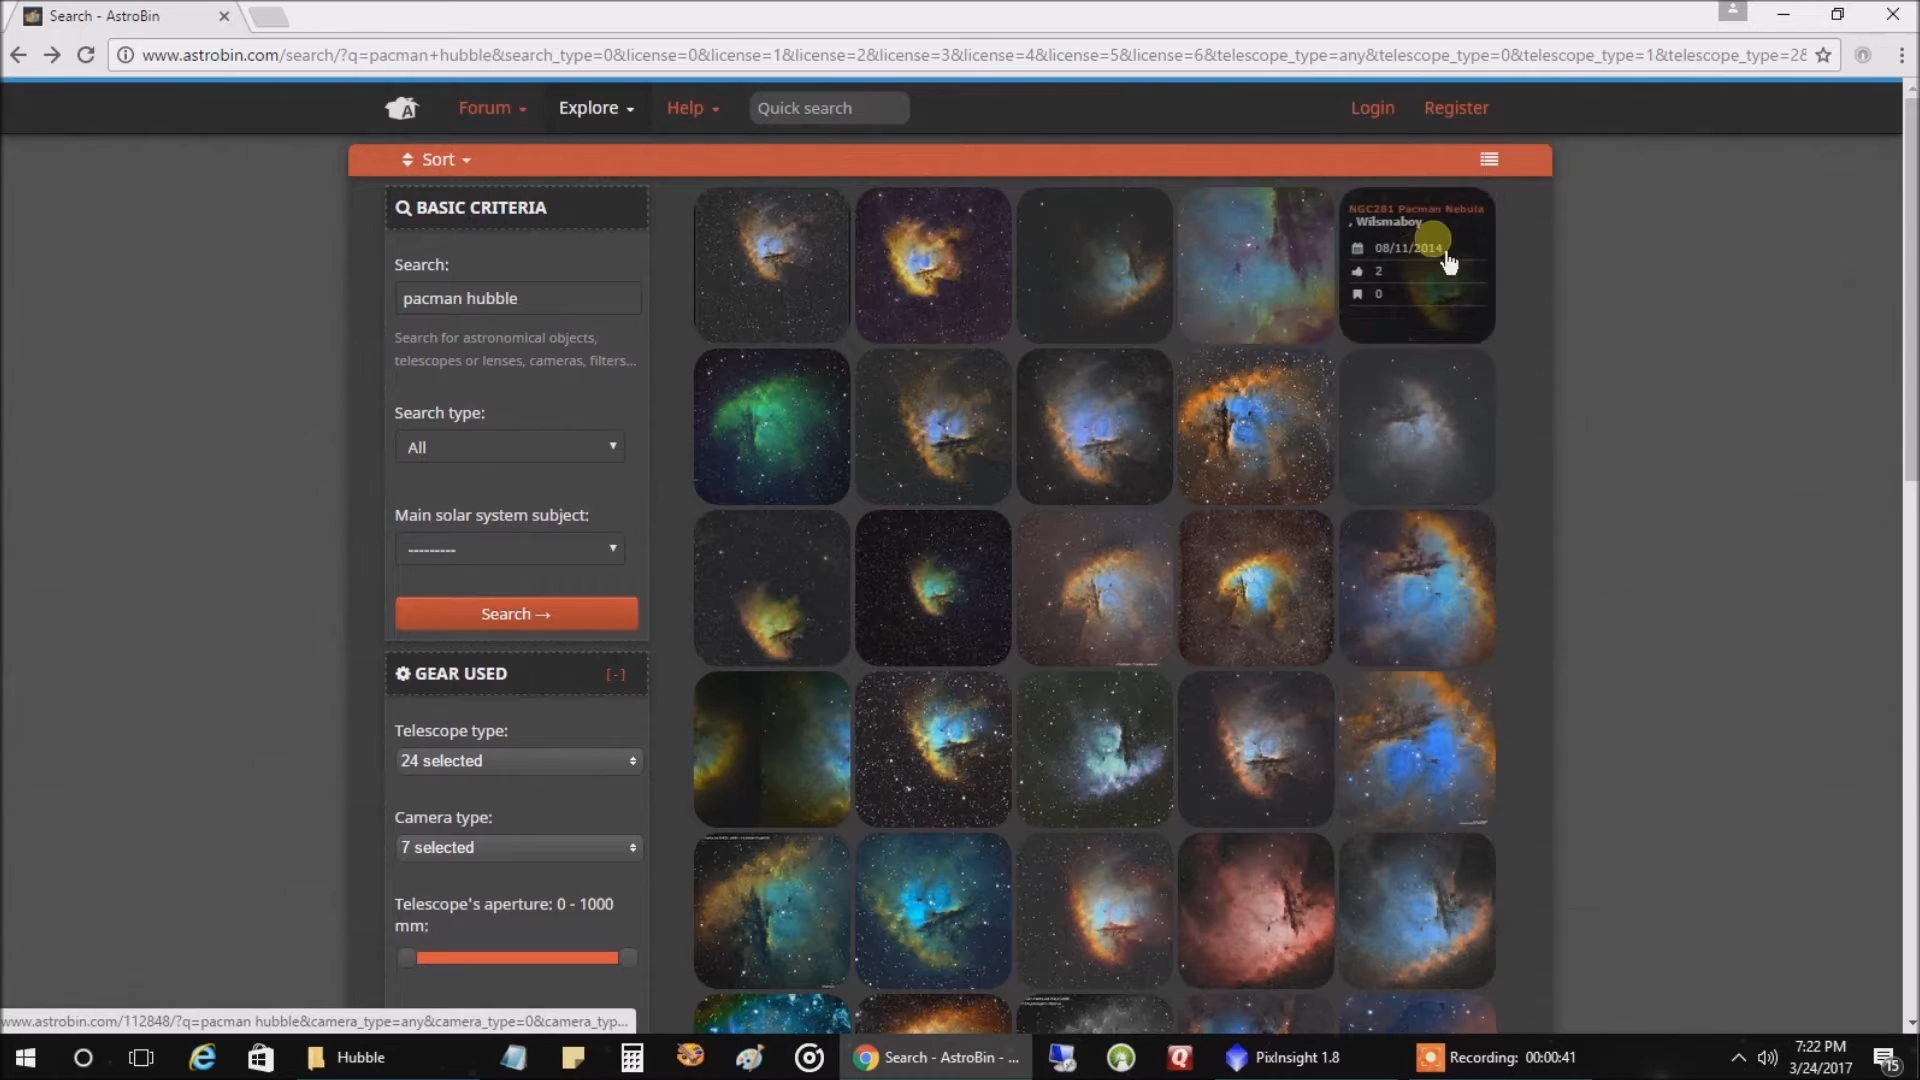 Search - AstroBin
www.astrobin.com/search/?q=pacman+hubble&search_type=0&license=0&license=1&license=2&license=3&license=4&license=5&license=6&telescope_type=any&telescope_type=0&telescope_type=1&telescope_type=2&
Forum
Explore
Help
Quick search
Login
Register
Sort
BASIC CRITERIA
Search:
pacman hubble
Search for astronomical objects,
telescopes or lenses, cameras, filters...
Search type:
All
Main solar system subject:
---------
Search →
GEAR USED
[-]
Telescope type:
24 selected
Camera type:
7 selected
Telescope's aperture: 0 - 1000
mm:
NGC281 Pacman Nebula
, Wilsmaboy
08/11/2014
2
0
www.astrobin.com/112848/?q=pacman hubble&camera_type=any&camera_type=0&camera_typ...
Hubble
Search - AstroBin - ...
PixInsight 1.8
Recording: 00:00:41
7:22 PM
3/24/2017
15